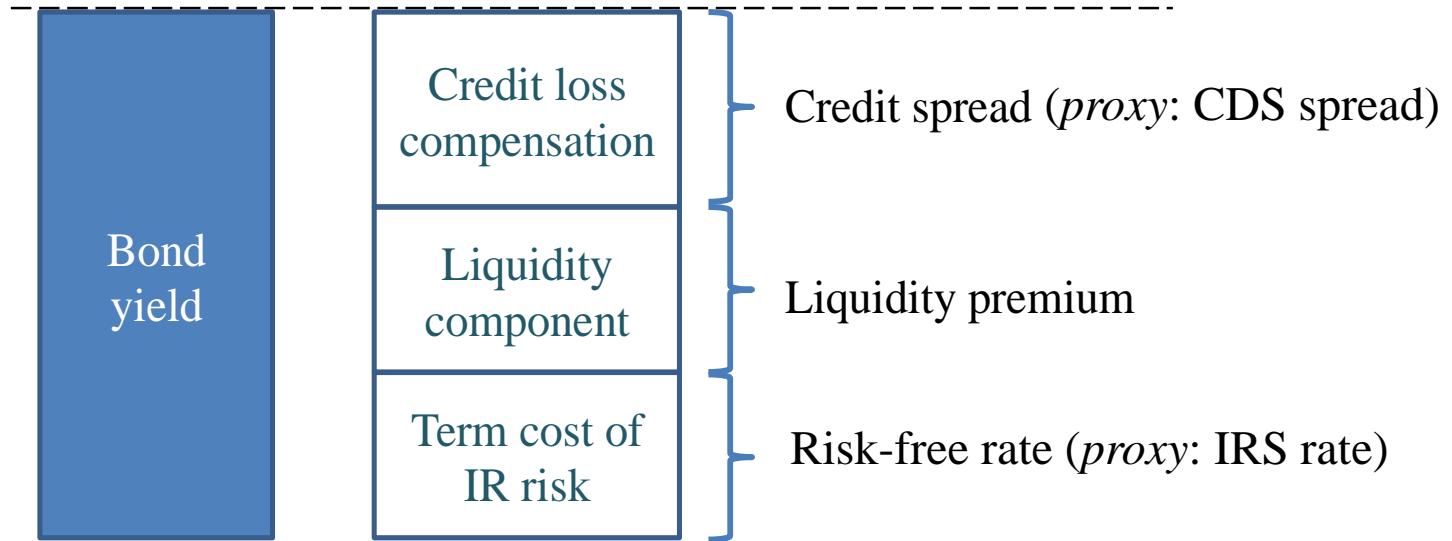 Bond
yield
Credit loss
compensation
Credit spread (proxy: CDS spread)
Liquidity
component
Liquidity premium
Term cost of
IR risk
Risk-free rate (proxy: IRS rate)